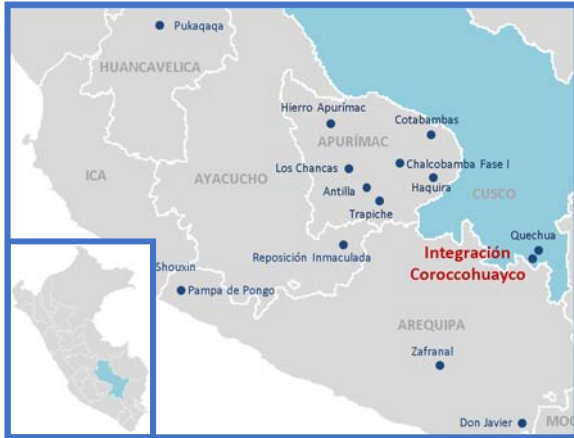 Pukaqaqa
HUANCAVELICA
Hierro Apurímac
Cotabambas
APURÍMAC
ICA
AYACUCHO
Los Chancas
Chalcobamba Fase I
Antilla
Haquira
Trapiche
CUSCO
Quechua
Reposición Inmaculada
Integración
Coroccohuayco
Shouxin
Pampa de Pongo
AREQUIPA
Zafranal
Don Javier
MOQ